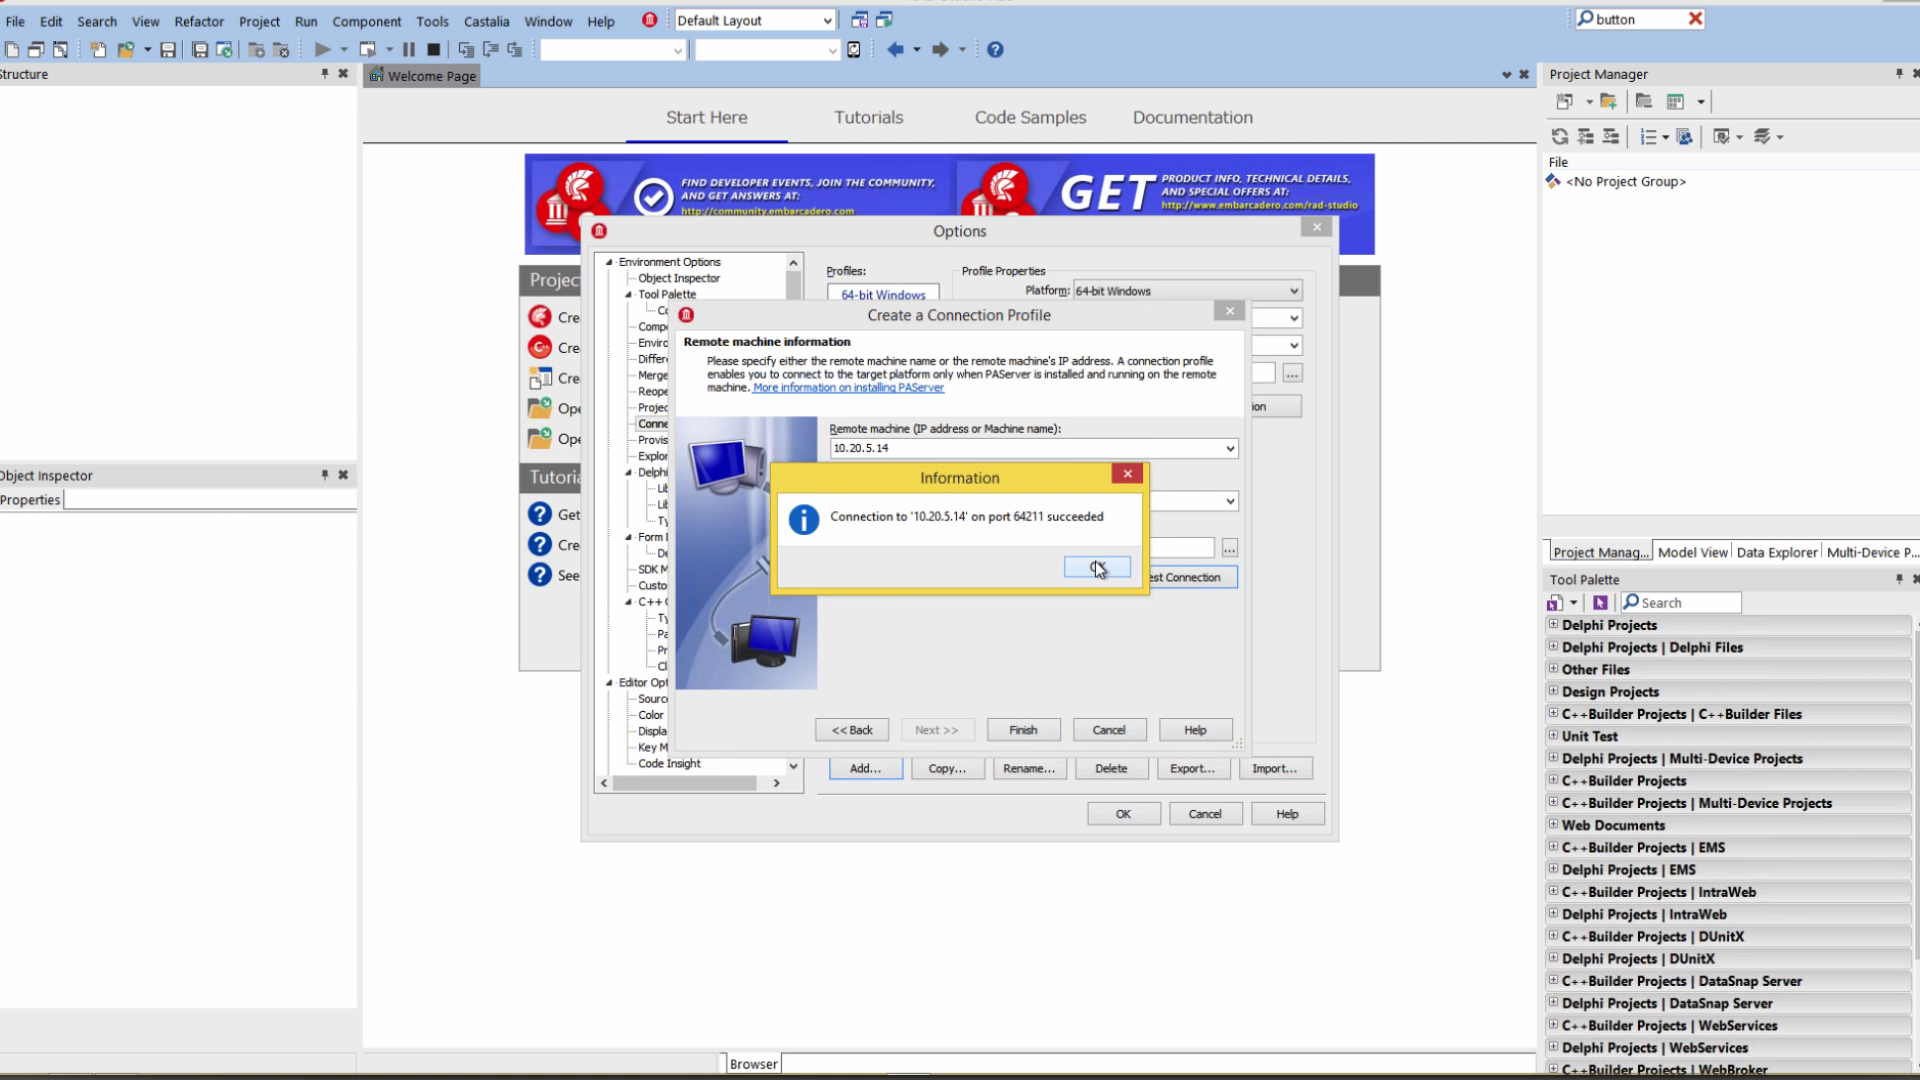 File Edit Search View Refactor Project Run Component Tools Castalia Window Help
Default Layout
button
Structure
Welcome Page
Project Manager
Start Here
Tutorials
Code Samples
Documentation
File
<No Project Group>
FIND DEVELOPER EVENTS, JOIN THE COMMUNITY,
AND GET ANSWERS AT:
http://community.embarcadero.com
GET
PRODUCT INFO, TECHNICAL DETAILS,
AND SPECIAL OFFERS AT:
http://www.embarcadero.com/rad-studio
Options
Environment Options
Object Inspector
Tool Palette
Profiles:
64-bit Windows
Profile Properties
Platform: 64-bit Windows
Create a Connection Profile
Remote machine information
Please specify either the remote machine name or the remote machine's IP address. A connection profile
enables you to connect to the target platform only when PAServer is installed and running on the remote
machine. More information on installing PAServer
Remote machine (IP address or Machine name):
10.20.5.14
Information
Connection to '10.20.5.14' on port 64211 succeeded
est Connection
<< Back
Next >>
Finish
Cancel
Help
Code Insight
Add...
Copy...
Rename...
Delete
Export...
Import...
OK
Cancel
Help
Object Inspector
Properties
Get
See
Project Manag...
Model View
Data Explorer
Multi-Device P...
Tool Palette
Search
Delphi Projects
Delphi Projects | Delphi Files
Other Files
Design Projects
C++Builder Projects | C++Builder Files
Unit Test
Delphi Projects | Multi-Device Projects
C++Builder Projects
C++Builder Projects | Multi-Device Projects
Web Documents
C++Builder Projects | EMS
Delphi Projects | EMS
C++Builder Projects | IntraWeb
Delphi Projects | IntraWeb
C++Builder Projects | DUnitX
Delphi Projects | DUnitX
C++Builder Projects | DataSnap Server
Delphi Projects | DataSnap Server
C++Builder Projects | WebServices
Delphi Projects | WebServices
C++Builder Projects | WebBroker
Browser